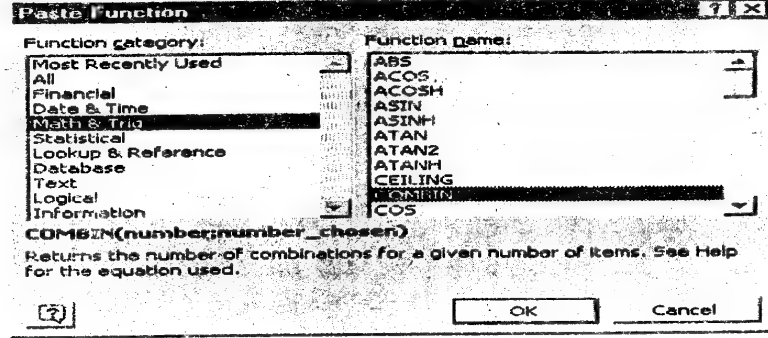 Paste Function
Function category:
Most Recently Used
All
Financial
Date & Time
Math & Trig
Statistical
Lookup & Reference
Database
Text
Logical
Information
Function name:
ABS
ACOS
ACOSH
ASIN
ASINH
ATAN
ATAN2
ATANH
CEILING
COMBIN
COS
COMBIN(number;number_chosen)
Returns the number of combinations for a given number of items. See Help
for the equation used.
OK
Cancel